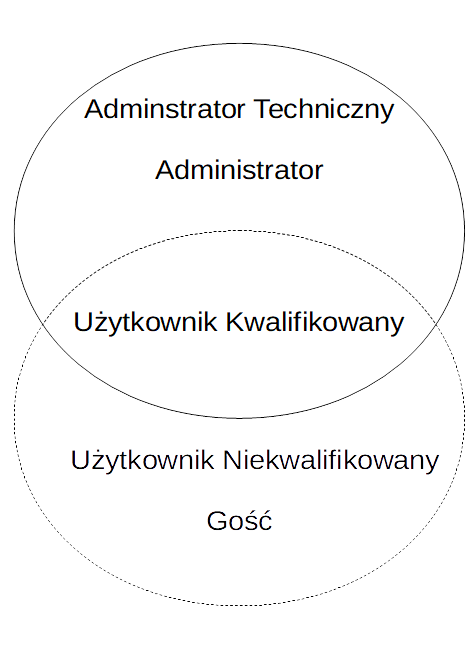 Adminstrator Techniczny
Administrator
Użytkownik Kwalifikowany
Użytkownik Niekwalifikowany
Gość